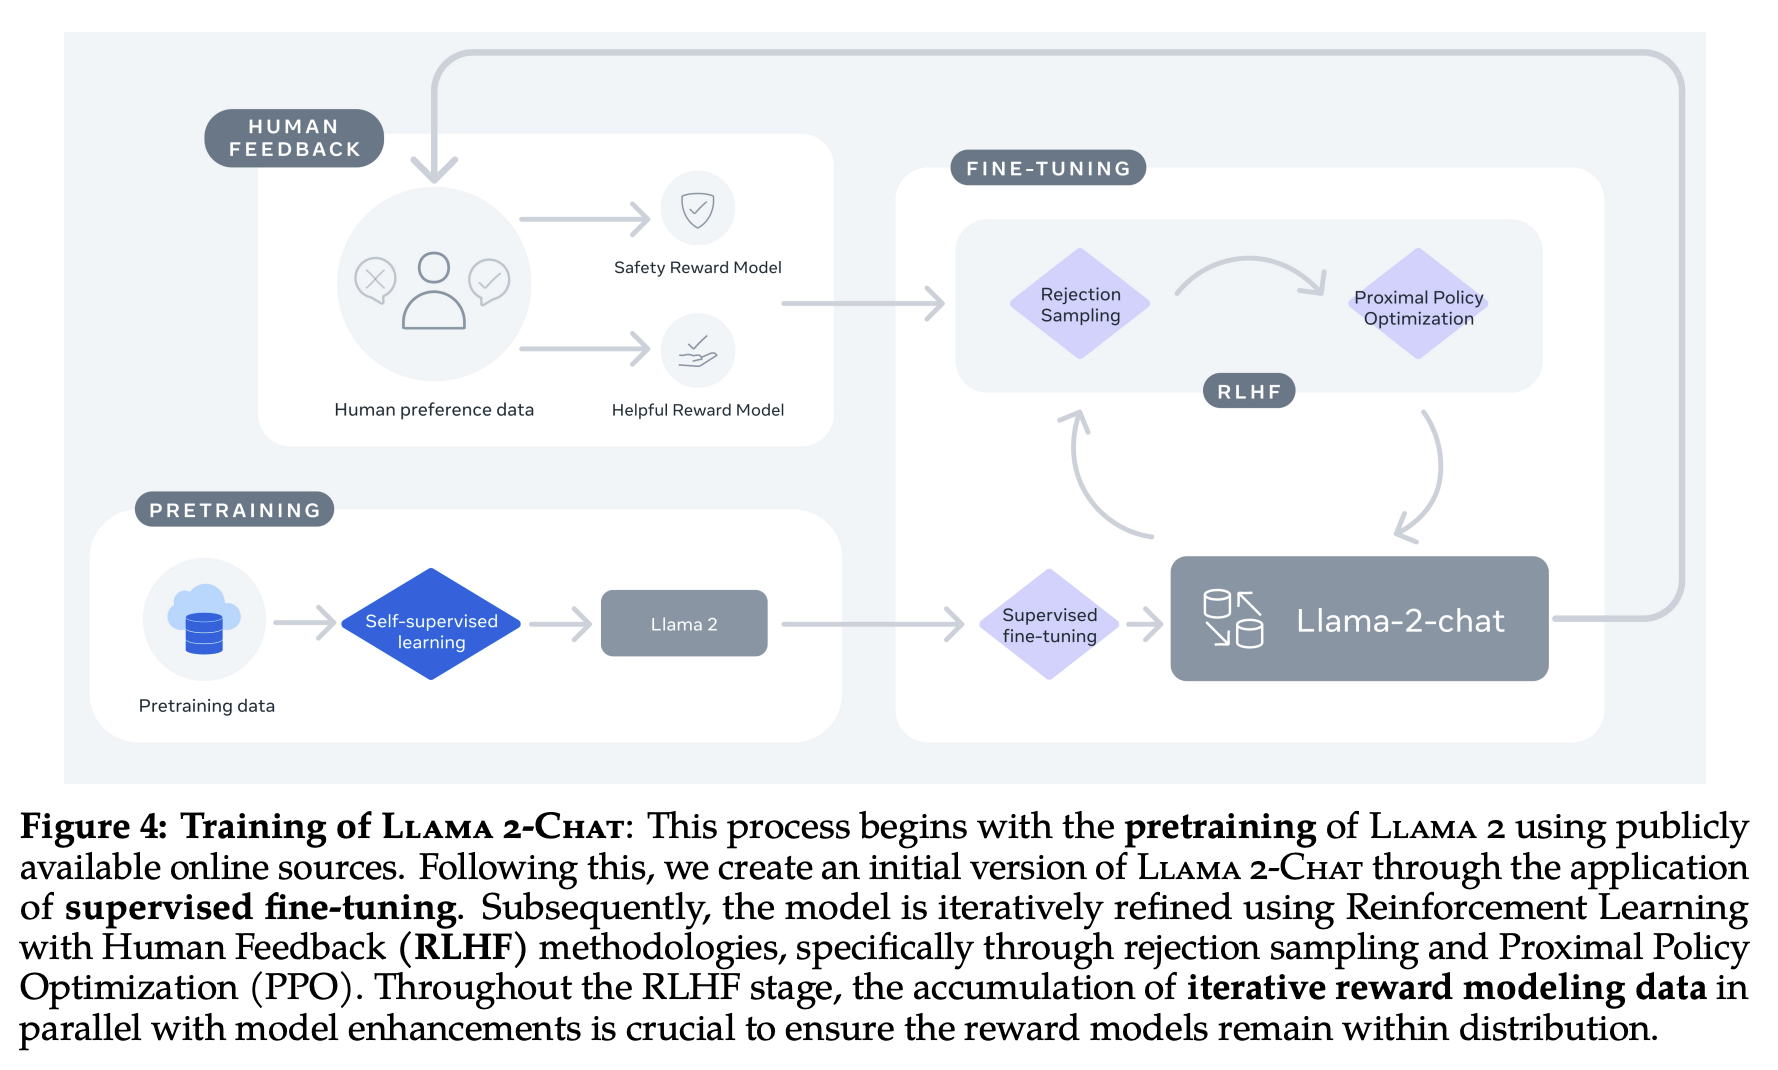 HUMAN
FEEDBACK
Safety Reward Model
Human preference data
Helpful Reward Model
FINE-TUNING
Rejection
Sampling
Proximal Policy
Optimization
RLHF
PRETRAINING
Self-supervised
learning
Llama 2
Pretraining data
Supervised
fine-tuning
Llama-2-chat
Figure 4: Training of Llama 2-Chat: This process begins with the pretraining of Llama 2 using publicly
available online sources. Following this, we create an initial version of Llama 2-Chat through the application
of supervised fine-tuning. Subsequently, the model is iteratively refined using Reinforcement Learning
with Human Feedback (RLHF) methodologies, specifically through rejection sampling and Proximal Policy
Optimization (PPO). Throughout the RLHF stage, the accumulation of iterative reward modeling data in
parallel with model enhancements is crucial to ensure the reward models remain within distribution.